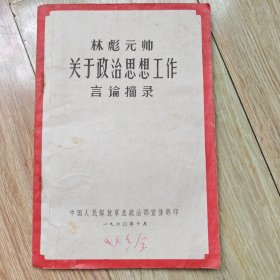 林彪元帅
关于政治思想工作
言论摘录
中国人民解放军总政治部宣传部印
一九六〇年十月